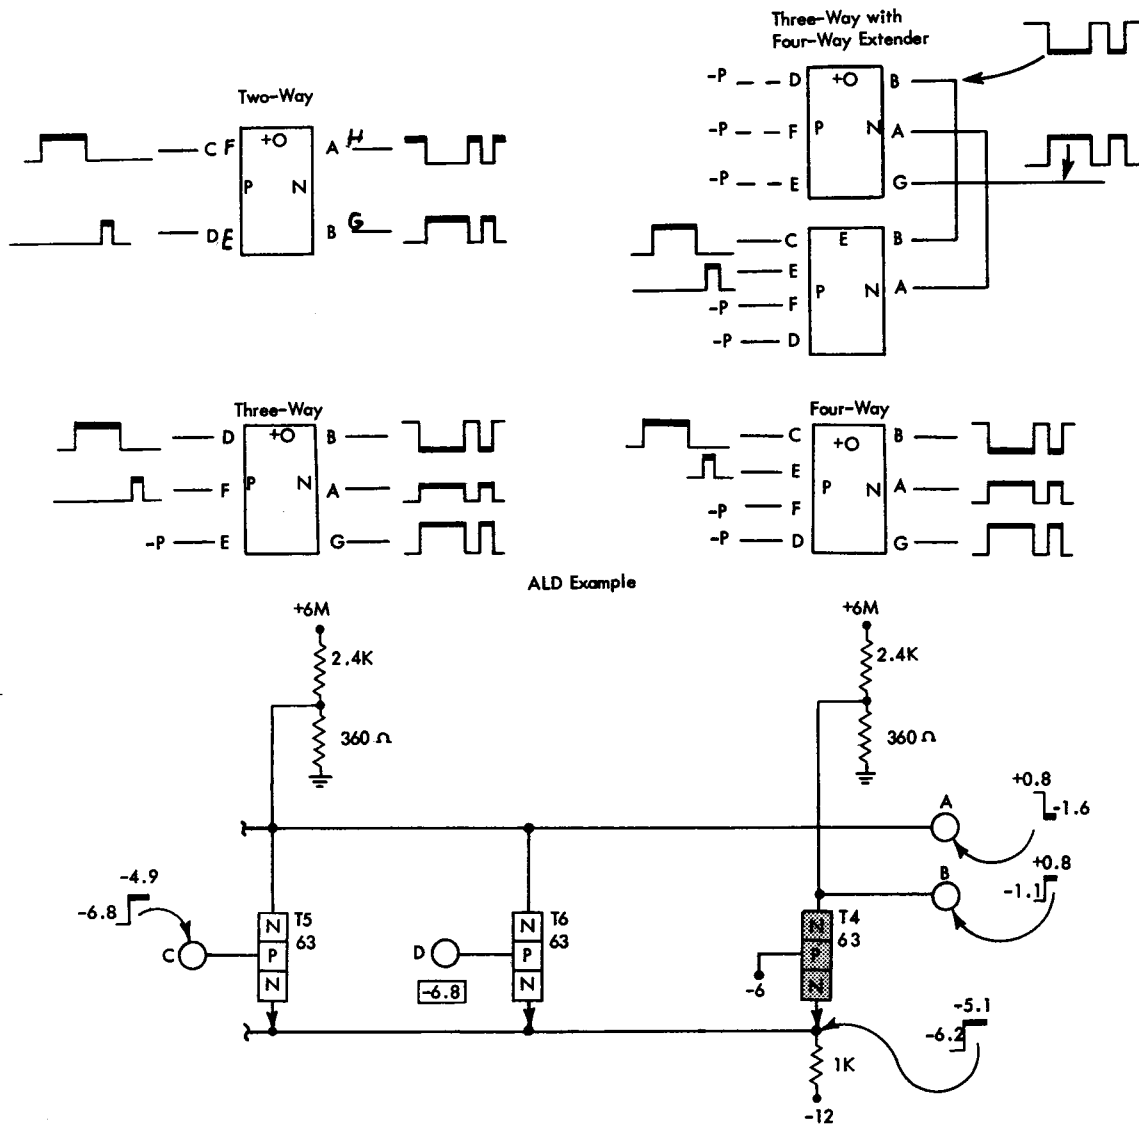 Two-Way
C F +O A H
P N
D E B G
Three-Way with
Four-Way Extender
-P D +O B
-P F P N A
-P E G
C E B
E
P N A
-P F
-P D
Three-Way
D +O B
F P N A
-P E G
Four-Way
C +O B
E P N A
-P F
-P D G
ALD Example
+6M
2.4K
360 Ω
+6M
2.4K
360 Ω
A
+0.8
-1.6
B
+0.8
-1.1
-4.9
-6.8
C
N
P
N
T5
63
D
-6.8
N
P
N
T6
63
-6
N
P
N
T4
63
-5.1
-6.2
1K
-12